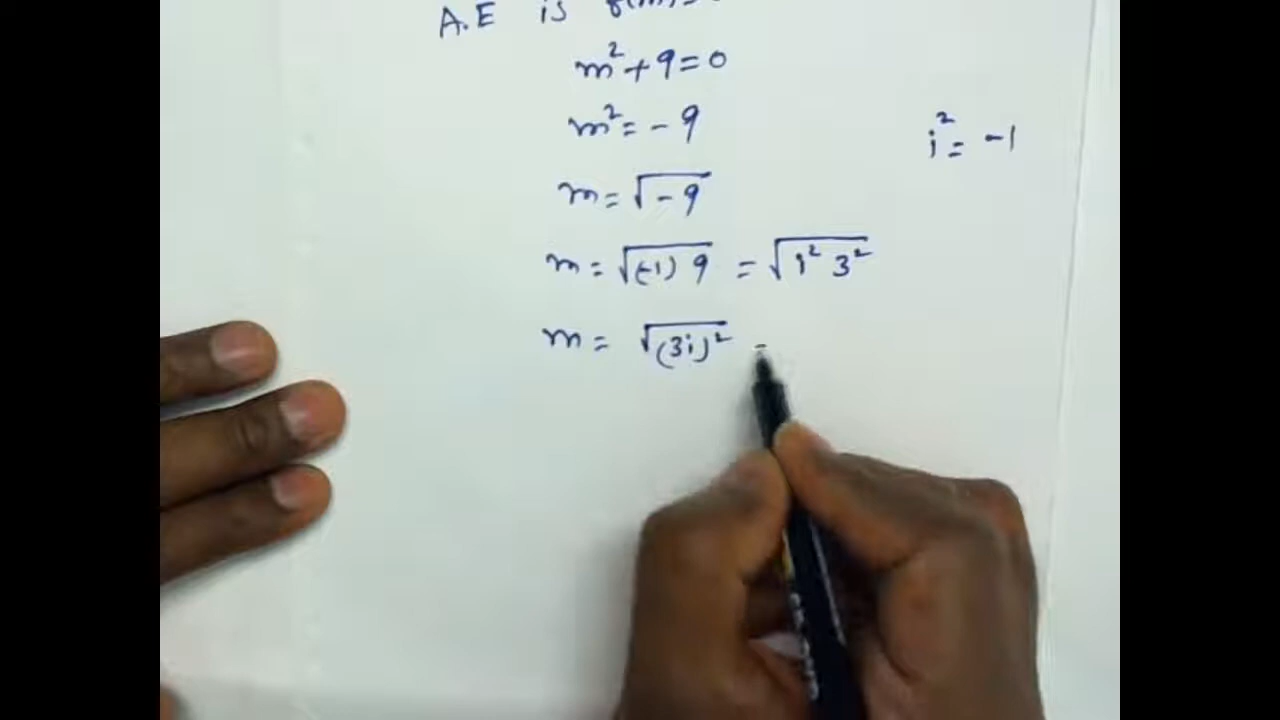 A.E is f(m)=
m²+9=0
m²=-9
i²=-1
m=√-9
m=√(-1) 9 = √i² 3²
m= √(3i)² =